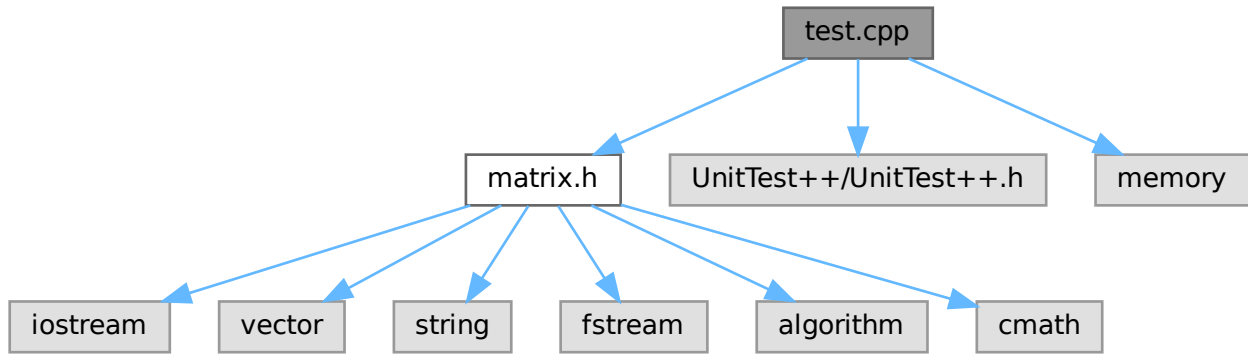 test.cpp
matrix.h
UnitTest++/UnitTest++.h
memory
iostream
vector
string
fstream
algorithm
cmath